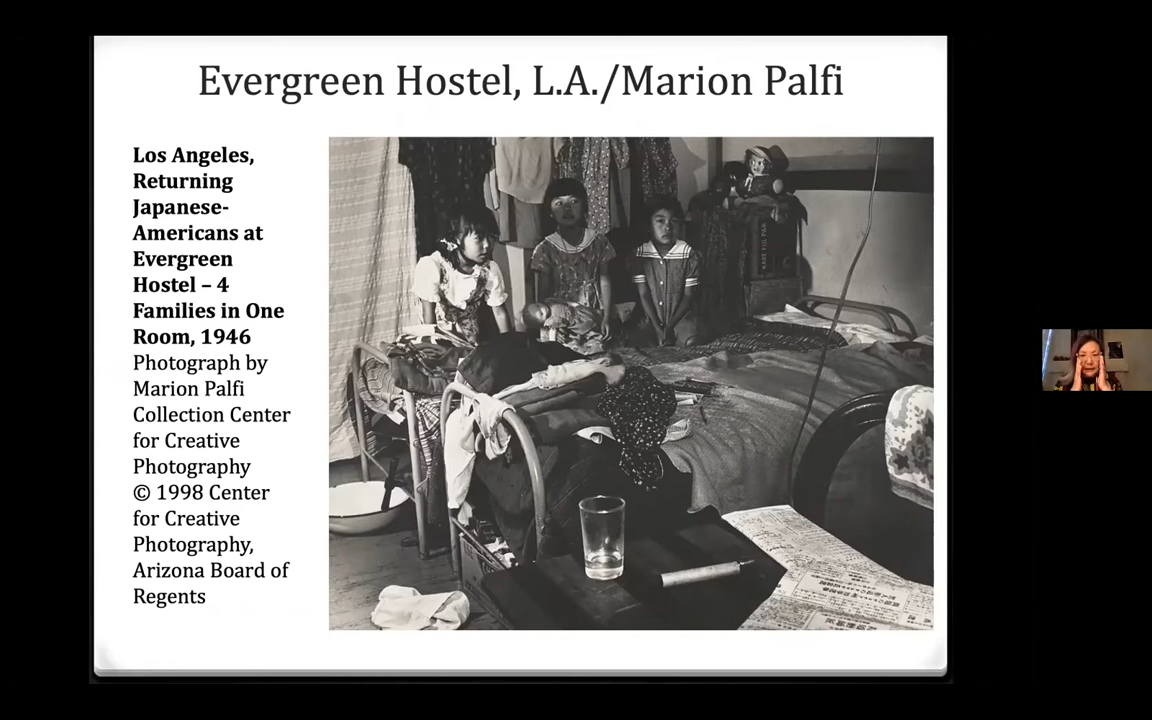 Evergreen Hostel, L.A./Marion Palfi
Los Angeles,
Returning
Japanese-
Americans at
Evergreen
Hostel – 4
Families in One
Room, 1946
Photograph by
Marion Palfi
Collection Center
for Creative
Photography
© 1998 Center
for Creative
Photography,
Arizona Board of
Regents